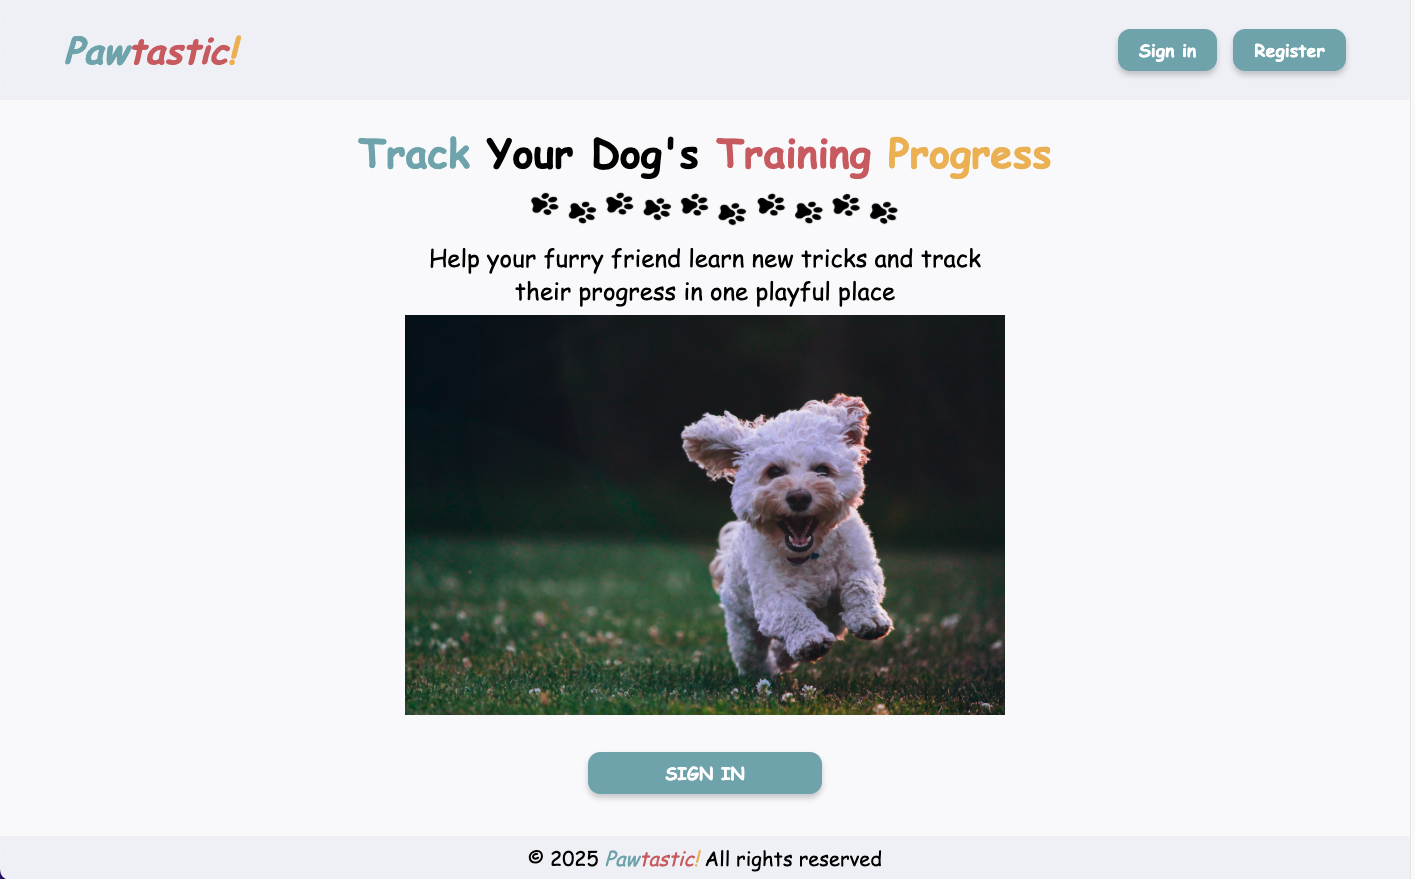 Pawtastic!
Sign in
Register
Track Your Dog's Training Progress
Help your furry friend learn new tricks and track
their progress in one playful place
SIGN IN
© 2025 Pawtastic! All rights reserved